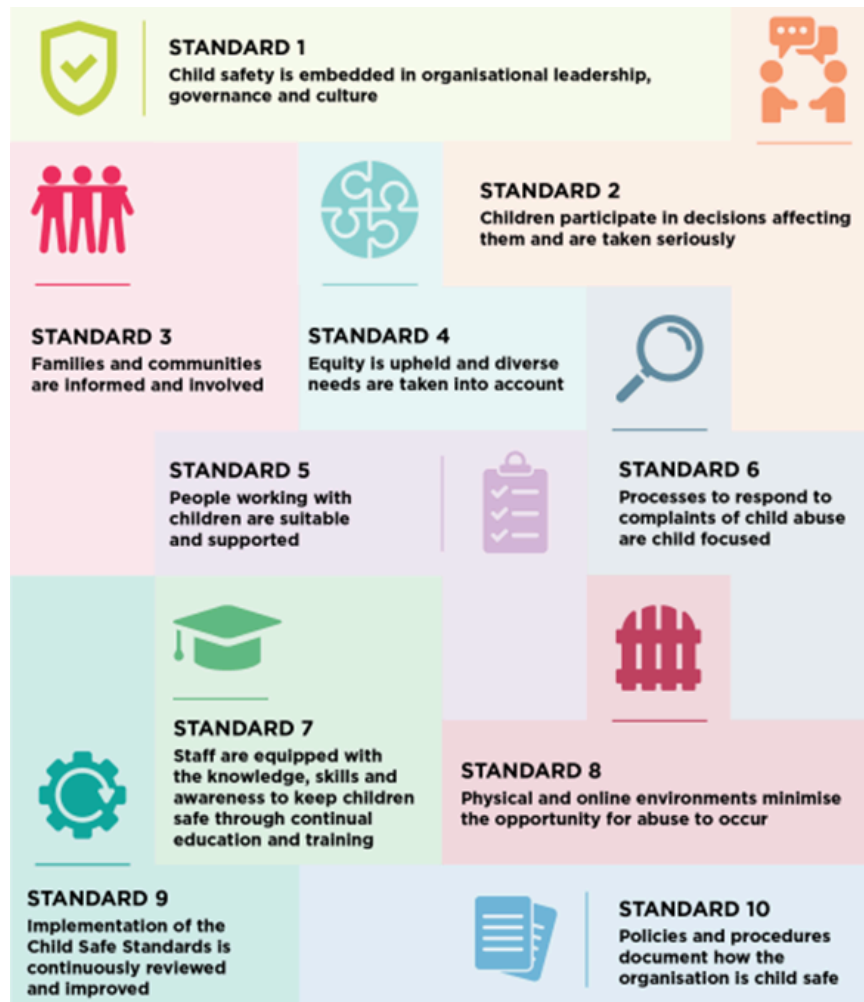 STANDARD 1
Child safety is embedded in organisational leadership,
governance and culture
STANDARD 2
Children participate in decisions affecting
them and are taken seriously
STANDARD 3
Families and communities
are informed and involved
STANDARD 4
Equity is upheld and diverse
needs are taken into account
STANDARD 5
People working with
children are suitable
and supported
STANDARD 6
Processes to respond to
complaints of child abuse
are child focused
STANDARD 7
Staff are equipped with
the knowledge, skills and
awareness to keep children
safe through continual
education and training
STANDARD 8
Physical and online environments minimise
the opportunity for abuse to occur
STANDARD 9
Implementation of the
Child Safe Standards is
continuously reviewed
and improved
STANDARD 10
Policies and procedures
document how the
organisation is child safe